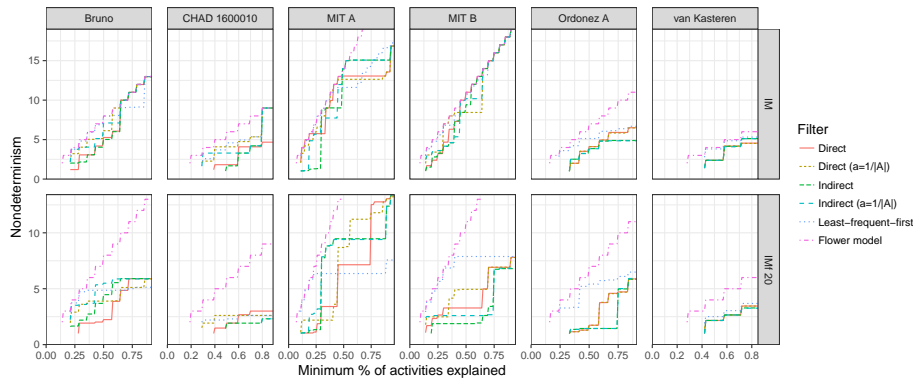 Bruno
CHAD 1600010
MIT A
MIT B
Ordonez A
van Kasteren
Nondeterminism
15
10
5
0
IM
10
5
0
IMf 20
0.00 0.25 0.50 0.75
0.00 0.25 0.50 0.75
0.00 0.25 0.50 0.75
0.00 0.25 0.50 0.75
0.00 0.25 0.50 0.75
0.00 0.25 0.50 0.75 1.00
Minimum % of activities explained
Filter
Direct
Direct (a=1/|A|)
Indirect
Indirect (a=1/|A|)
Least−frequent−first
Flower model